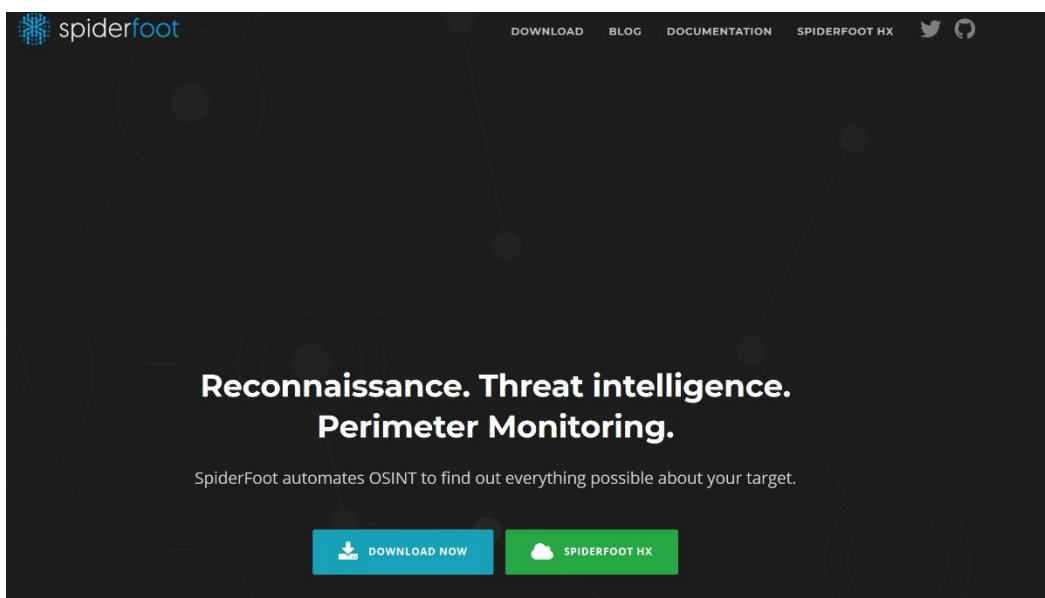 spiderfoot
DOWNLOAD BLOG DOCUMENTATION SPIDERFOOT HX
Reconnaissance. Threat intelligence.
Perimeter Monitoring.
SpiderFoot automates OSINT to find out everything possible about your target.
DOWNLOAD NOW SPIDERFOOT HX